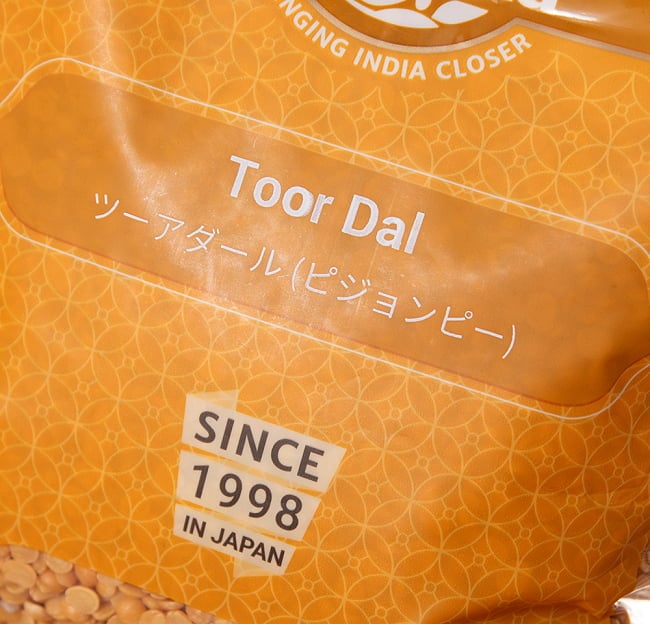 INDIA CLOSER
Toor Dal
ツーアダール (ピジョンピー)
SINCE
1998
IN JAPAN